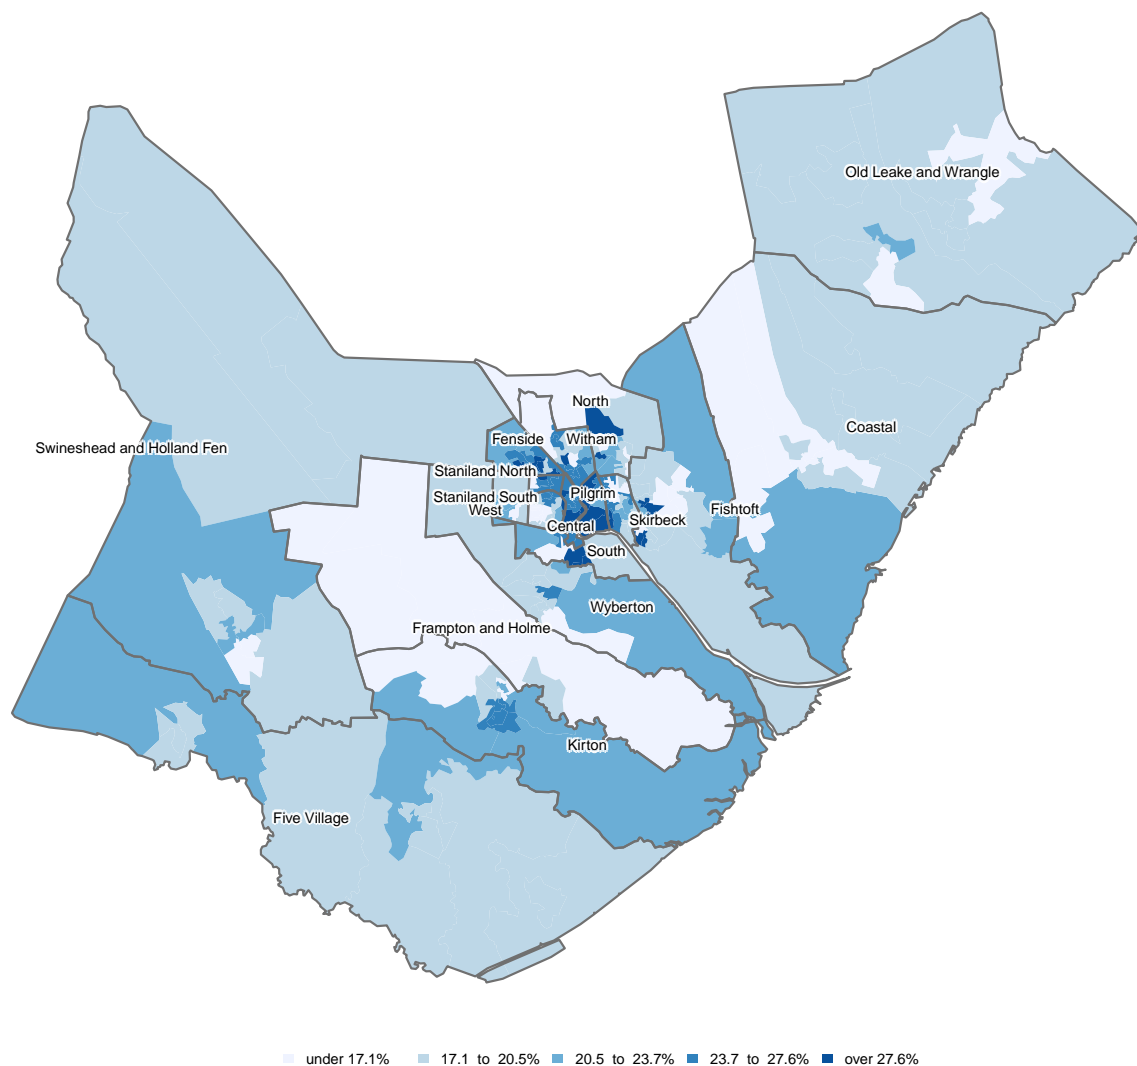 Old Leake and Wrangle
North
Coastal
Swineshead and Holland Fen
Fenside
Witham
Staniland North
Staniland South
West
Pilgrim
Fishtoft
Skirbeck
Central
South
Wyberton
Frampton and Holme
Kirton
Five Village
under 17.1%
17.1 to 20.5%
20.5 to 23.7%
23.7 to 27.6%
over 27.6%